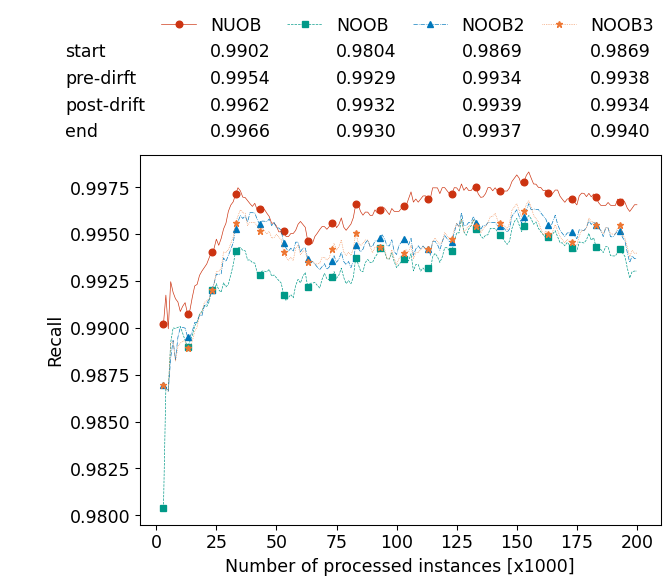 NUOB NOOB NOOB2 NOOB3
start 0.9902 0.9804 0.9869 0.9869
pre-dirft 0.9954 0.9929 0.9934 0.9938
post-drift 0.9962 0.9932 0.9939 0.9934
end 0.9966 0.9930 0.9937 0.9940
0.9975
0.9950
0.9925
0.9900
0.9875
0.9850
0.9825
0.9800
Recall
0 25 50 75 100 125 150 175 200
Number of processed instances [x1000]